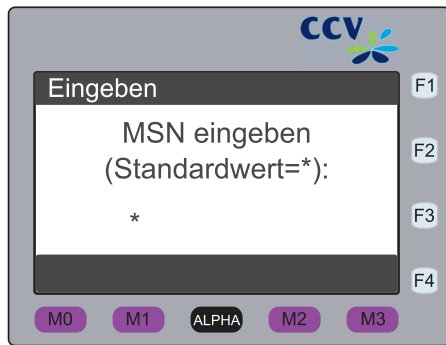 CCV
Eingeben
F1
MSN eingeben
F2
(Standardwert=*):
*
F3
F4
M0 M1 ALPHA M2 M3